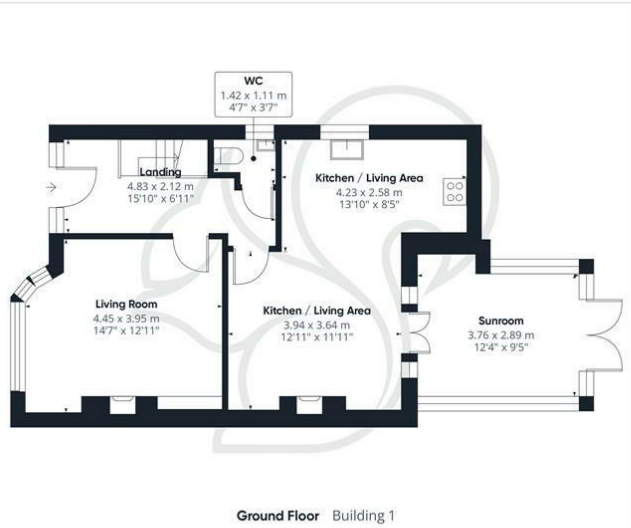 WC
1.42 x 1.11 m
4'7" x 3'7"
Landing
4.83 x 2.12 m
15'10" x 6'11"
Kitchen / Living Area
4.23 x 2.58 m
13'10" x 8'5"
Living Room
4.45 x 3.95 m
14'7" x 12'11"
Kitchen / Living Area
3.94 x 3.64 m
12'11" x 11'11"
Sunroom
3.76 x 2.89 m
12'4" x 9'5"
Ground Floor Building 1